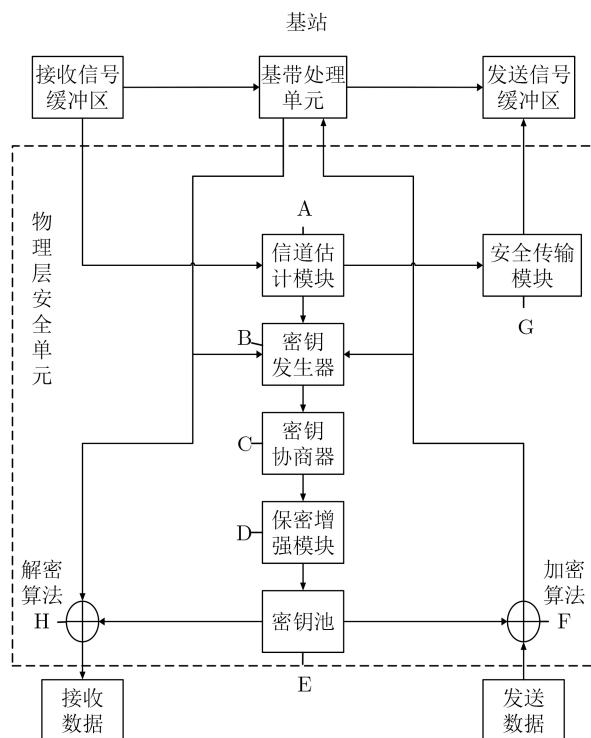 基站
接收信号
缓冲区
基带处理
单元
发送信号
缓冲区
物理层安全单元
A
信道估
计模块
安全传输
模块
G
B
密钥
发生器
C
密钥
协商器
D
保密增
强模块
解密
算法
H
密钥池
E
加密
算法
F
接收
数据
发送
数据